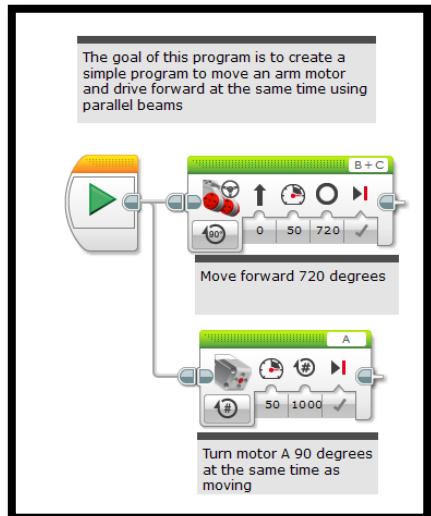 The goal of this program is to create a
simple program to move an arm motor
and drive forward at the same time using
parallel beams
B+C
90°
0 50 720
Move forward 720 degrees
A
#
# 50 1000
Turn motor A 90 degrees
at the same time as
moving